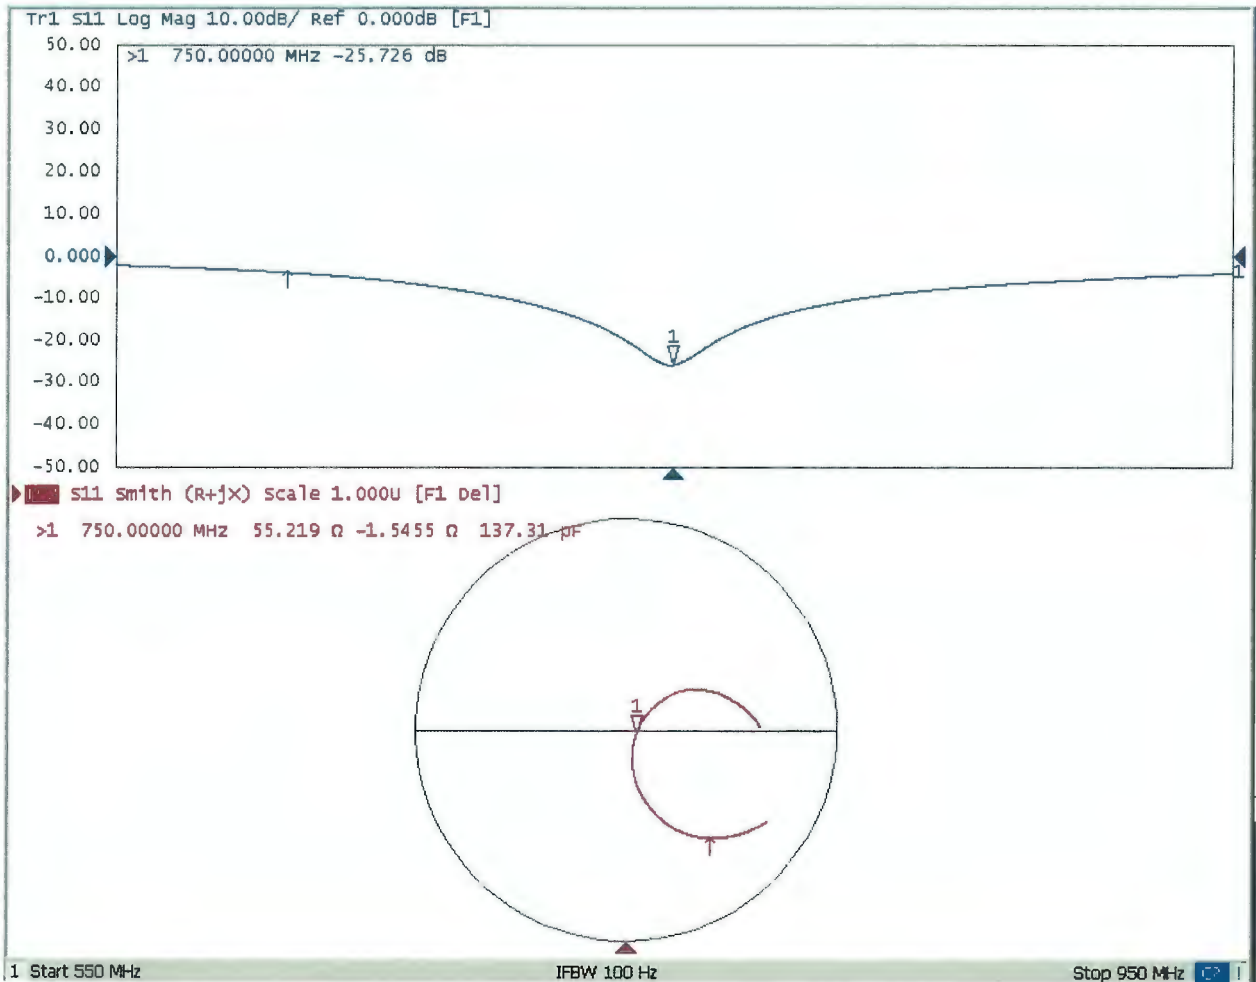 Tr1 S11 Log Mag 10.00dB/ Ref 0.000dB [F1]
50.00
>1 750.00000 MHz -25.726 dB
40.00
30.00
20.00
10.00
0.000
1
-10.00
-20.00
1
-30.00
-40.00
-50.00
S11 Smith (R+jX) Scale 1.000U [F1 Del]
>1 750.00000 MHz 55.219 Ω -1.5455 Ω 137.31 pF
1
1 Start 550 MHz IFBW 100 Hz Stop 950 MHz C? !